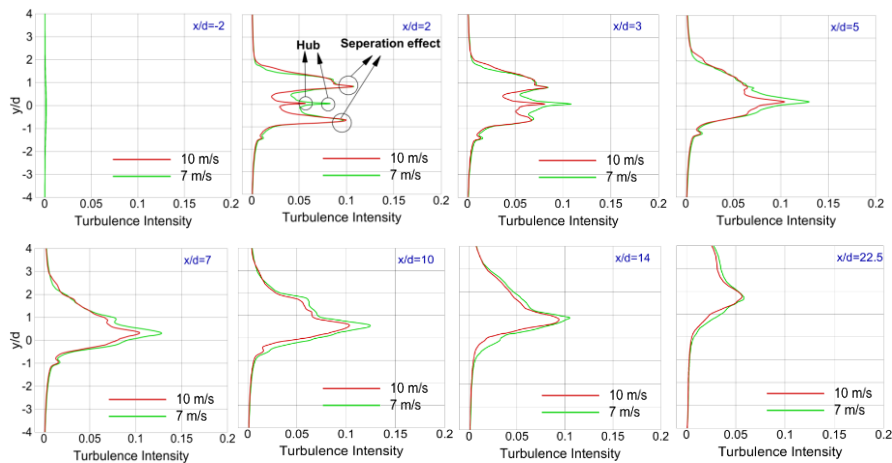 4
3
2
1
0
-1
-2
-3
-4
y/d
x/d=-2
10 m/s
7 m/s
0 0.05 0.1 0.15 0.2
Turbulence Intensity
x/d=2
Hub
Seperation effect
10 m/s
7 m/s
0 0.05 0.1 0.15 0.2
Turbulence Intensity
x/d=3
10 m/s
7 m/s
0 0.05 0.1 0.15 0.2
Turbulence Intensity
x/d=5
10 m/s
7 m/s
0 0.05 0.1 0.15 0.2
Turbulence Intensity
4
3
2
1
0
-1
2
3
-4
y/d
x/d=7
10 m/s
7 m/s
0 0.05 0.1 0.15 0.2
Turbulence Intensity
x/d=10
10 m/s
7 m/s
0 0.05 0.1 0.15 0.2
Turbulence Intensity
x/d=14
10 m/s
7 m/s
0 0.05 0.1 0.15 0.2
Turbulence Intensity
x/d=22.5
10 m/s
7 m/s
0 0.05 0.1 0.15 0.2
Turbulence Intensity